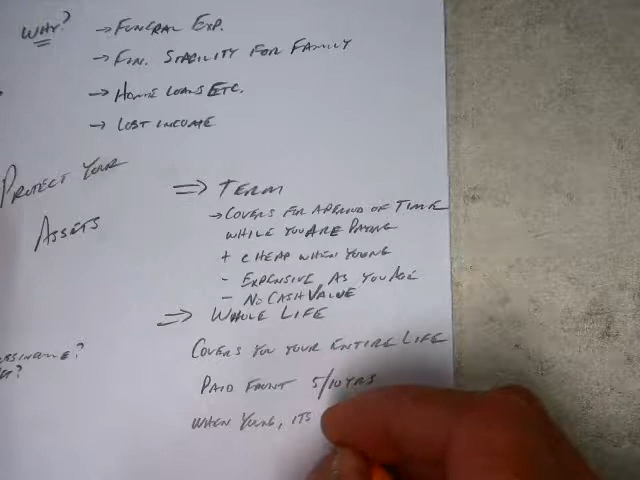 WHY? → FUNERAL EXP.
→ FIN. STABILITY FOR FAMILY
→ HOME LOANS ETC.
→ LOST INCOME
PROTECT YOUR
ASSETS
⇒ TERM
→ COVERS FOR A PERIOD OF TIME
WHILE YOU ARE PAYING
+ CHEAP WHEN YOUNG
- EXPENSIVE AS YOU AGE
- NO CASH VALUE
⇒ WHOLE LIFE
COVERS YOU YOUR ENTIRE LIFE
PAID 5/10 YRS
WHEN YOUNG, ITS